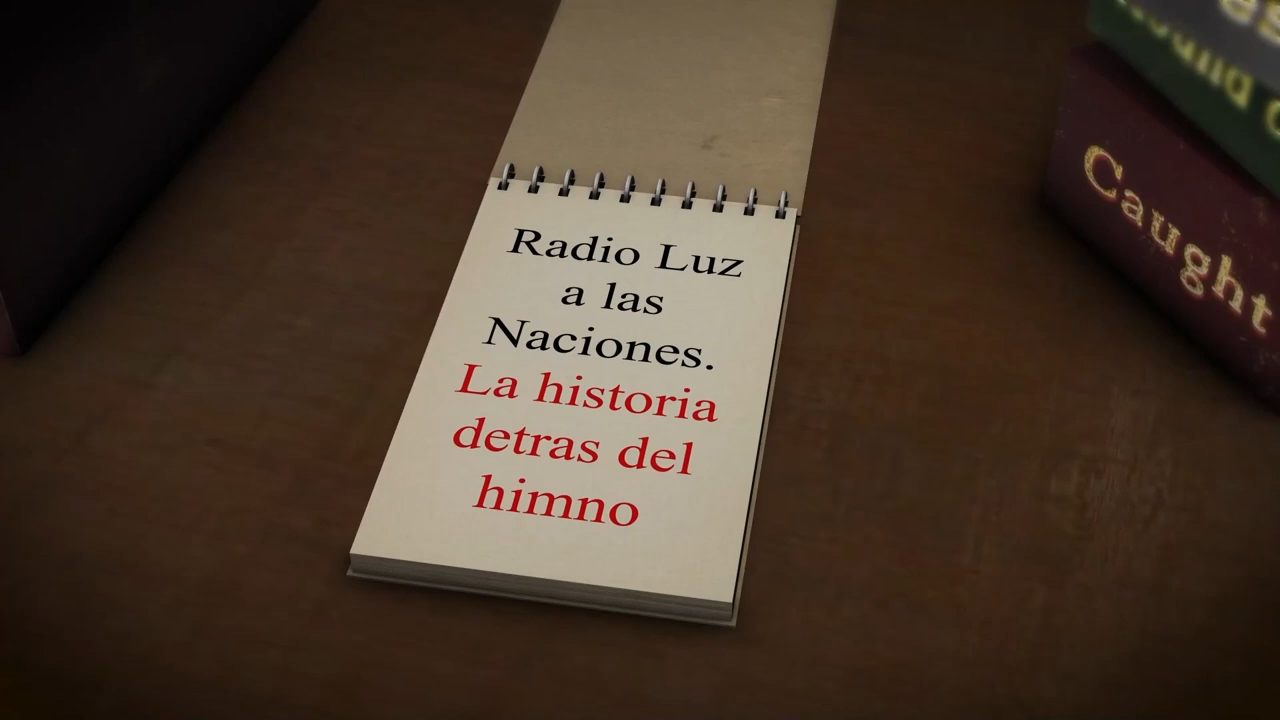 Radio Luz
a las
Naciones.
La historia
detras del
himno
Caught